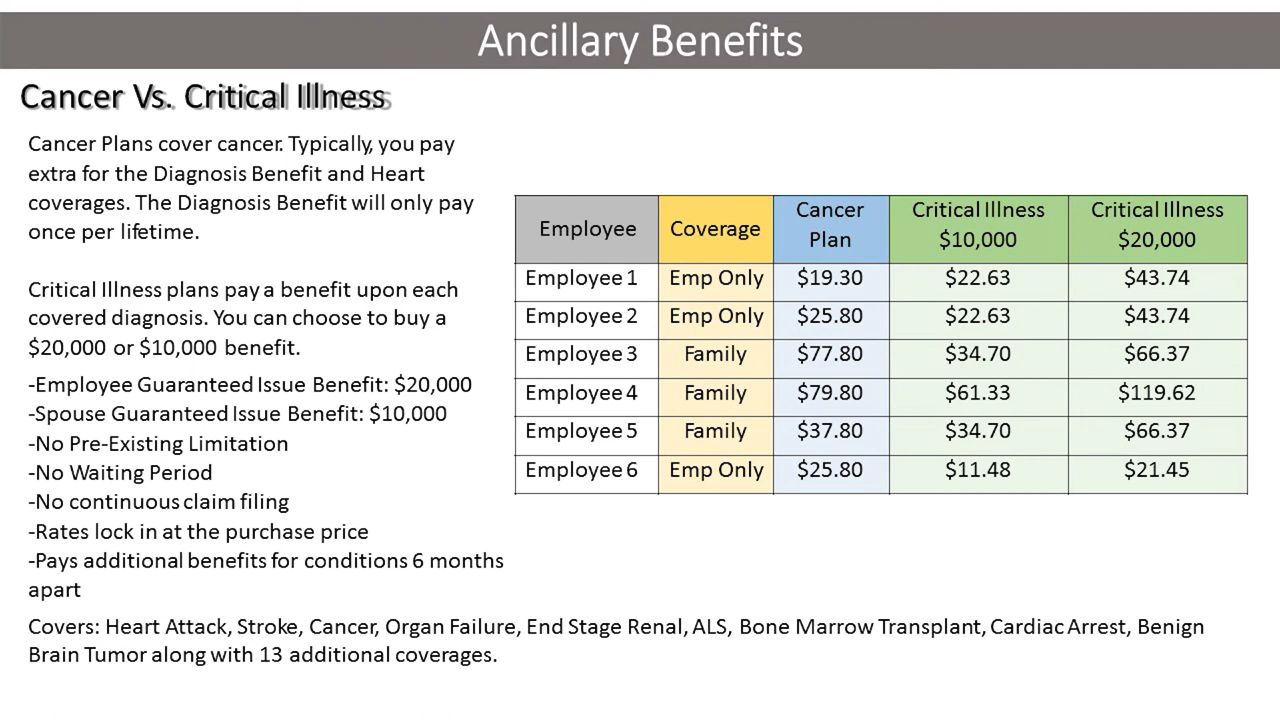 Ancillary Benefits
Cancer Vs. Critical Illness
Cancer Plans cover cancer. Typically, you pay
extra for the Diagnosis Benefit and Heart
coverages. The Diagnosis Benefit will only pay
once per lifetime.
Critical Illness plans pay a benefit upon each
covered diagnosis. You can choose to buy a
$20,000 or $10,000 benefit.
-Employee Guaranteed Issue Benefit: $20,000
-Spouse Guaranteed Issue Benefit: $10,000
-No Pre-Existing Limitation
-No Waiting Period
-No continuous claim filing
-Rates lock in at the purchase price
-Pays additional benefits for conditions 6 months
apart
Covers: Heart Attack, Stroke, Cancer, Organ Failure, End Stage Renal, ALS, Bone Marrow Transplant, Cardiac Arrest, Benign
Brain Tumor along with 13 additional coverages.
Employee Coverage Cancer Plan Critical Illness $10,000 Critical Illness $20,000
Employee 1 Emp Only $19.30 $22.63 $43.74
Employee 2 Emp Only $25.80 $22.63 $43.74
Employee 3 Family $77.80 $34.70 $66.37
Employee 4 Family $79.80 $61.33 $119.62
Employee 5 Family $37.80 $34.70 $66.37
Employee 6 Emp Only $25.80 $11.48 $21.45